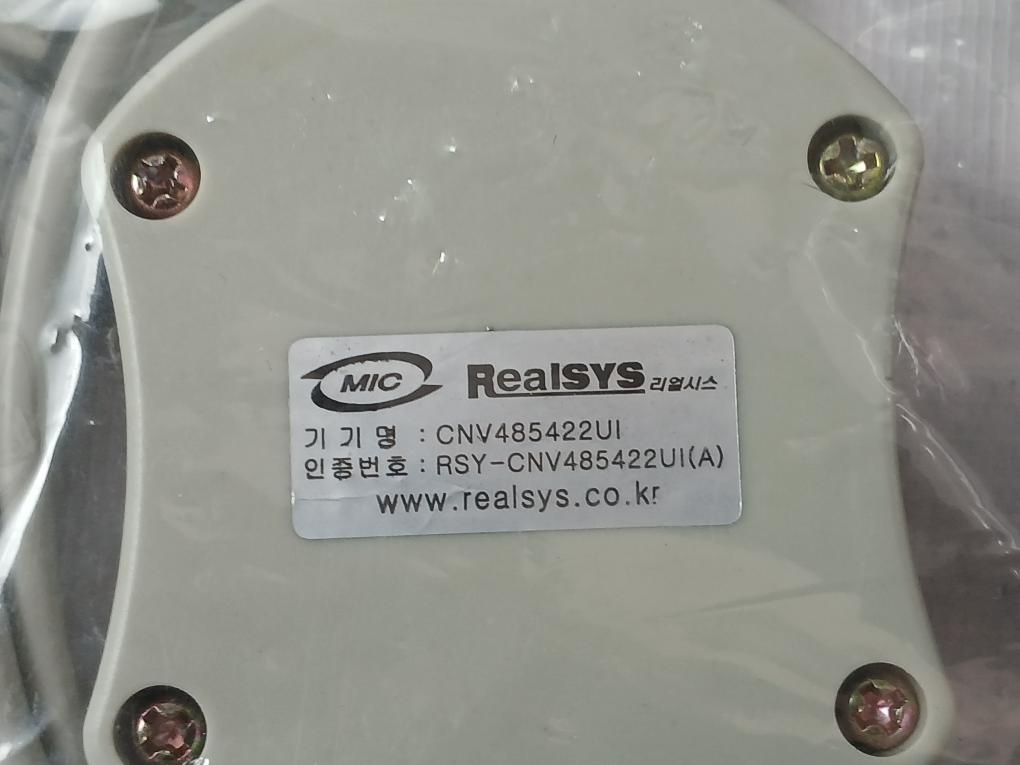 MIC RealSYS 리얼시스
기 기 명 : CNV485422UI
인증번호 : RSY-CNV485422UI(A)
www.realsys.co.kr